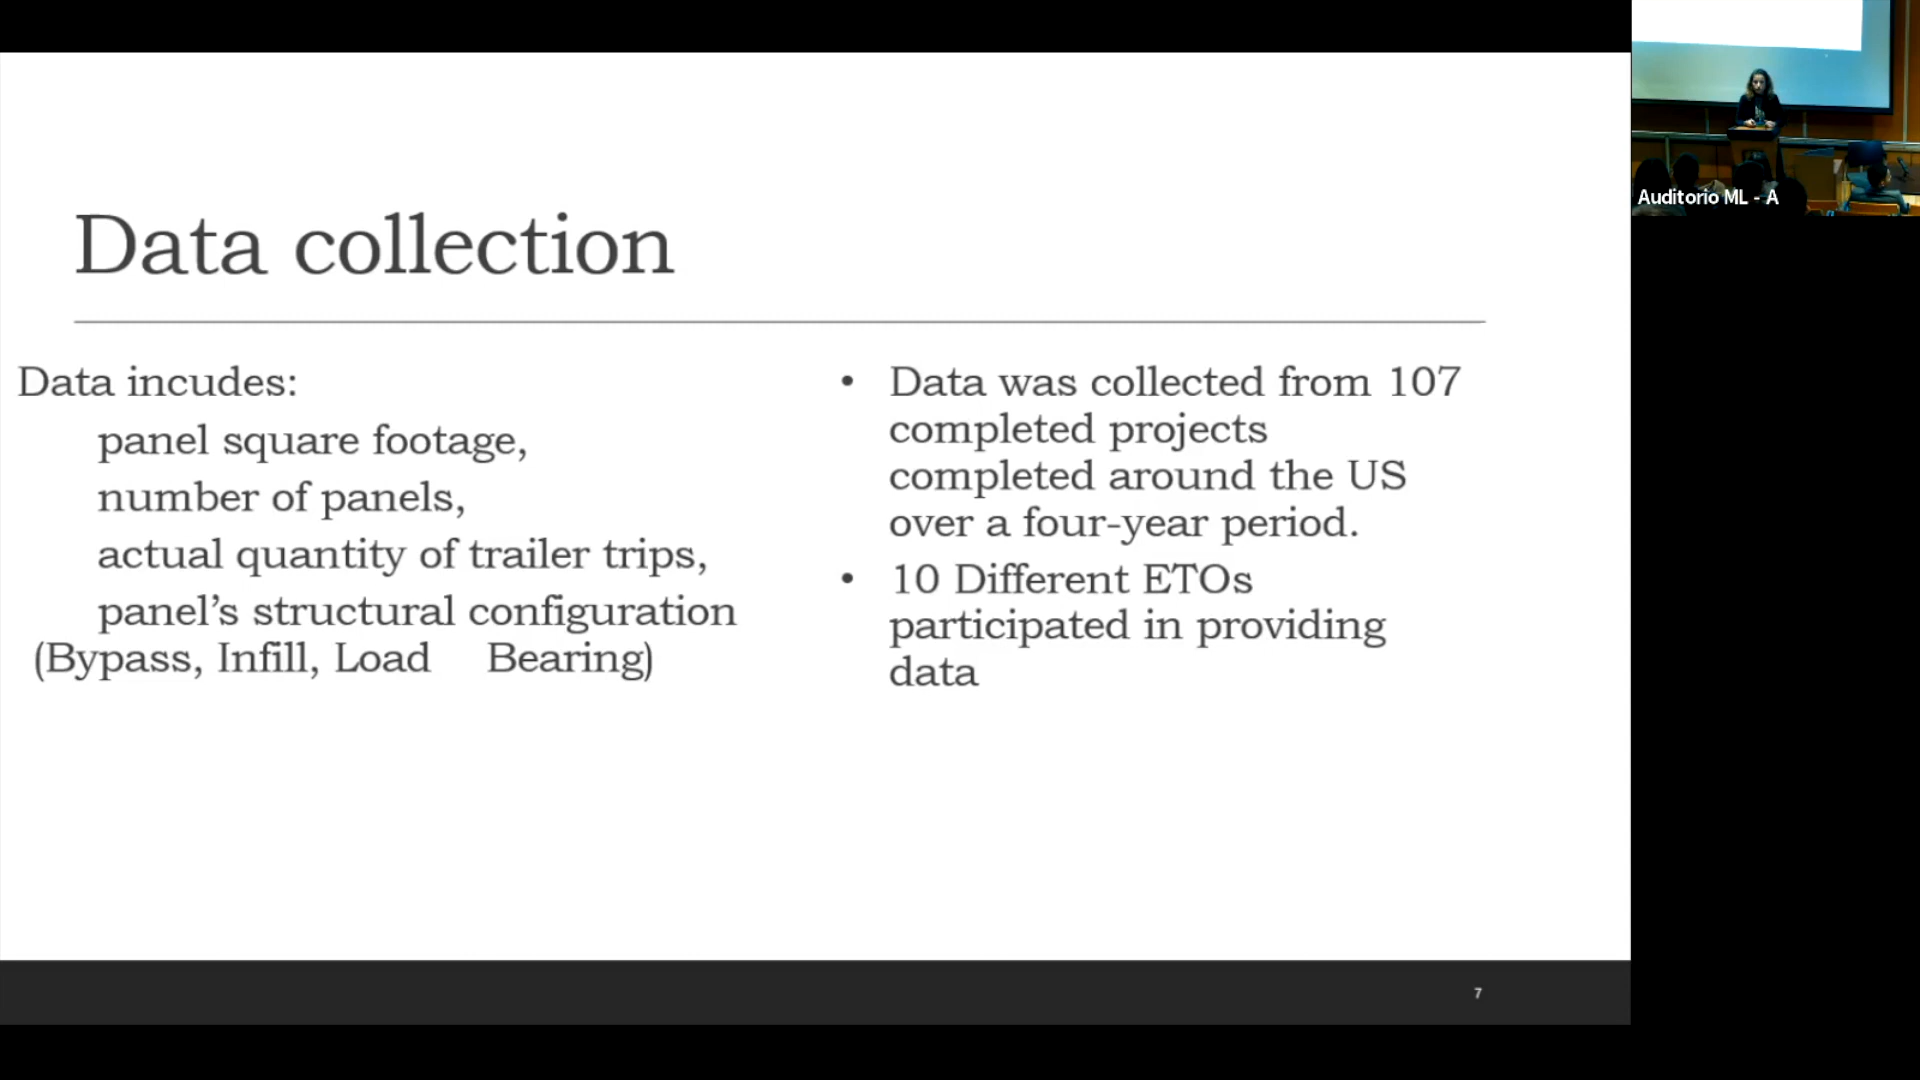 Data collection
Data incudes:
panel square footage,
number of panels,
actual quantity of trailer trips,
panel’s structural configuration
(Bypass, Infill, Load Bearing)
• Data was collected from 107
completed projects
completed around the US
over a four-year period.
• 10 Different ETOs
participated in providing
data
7
Auditorio ML - A